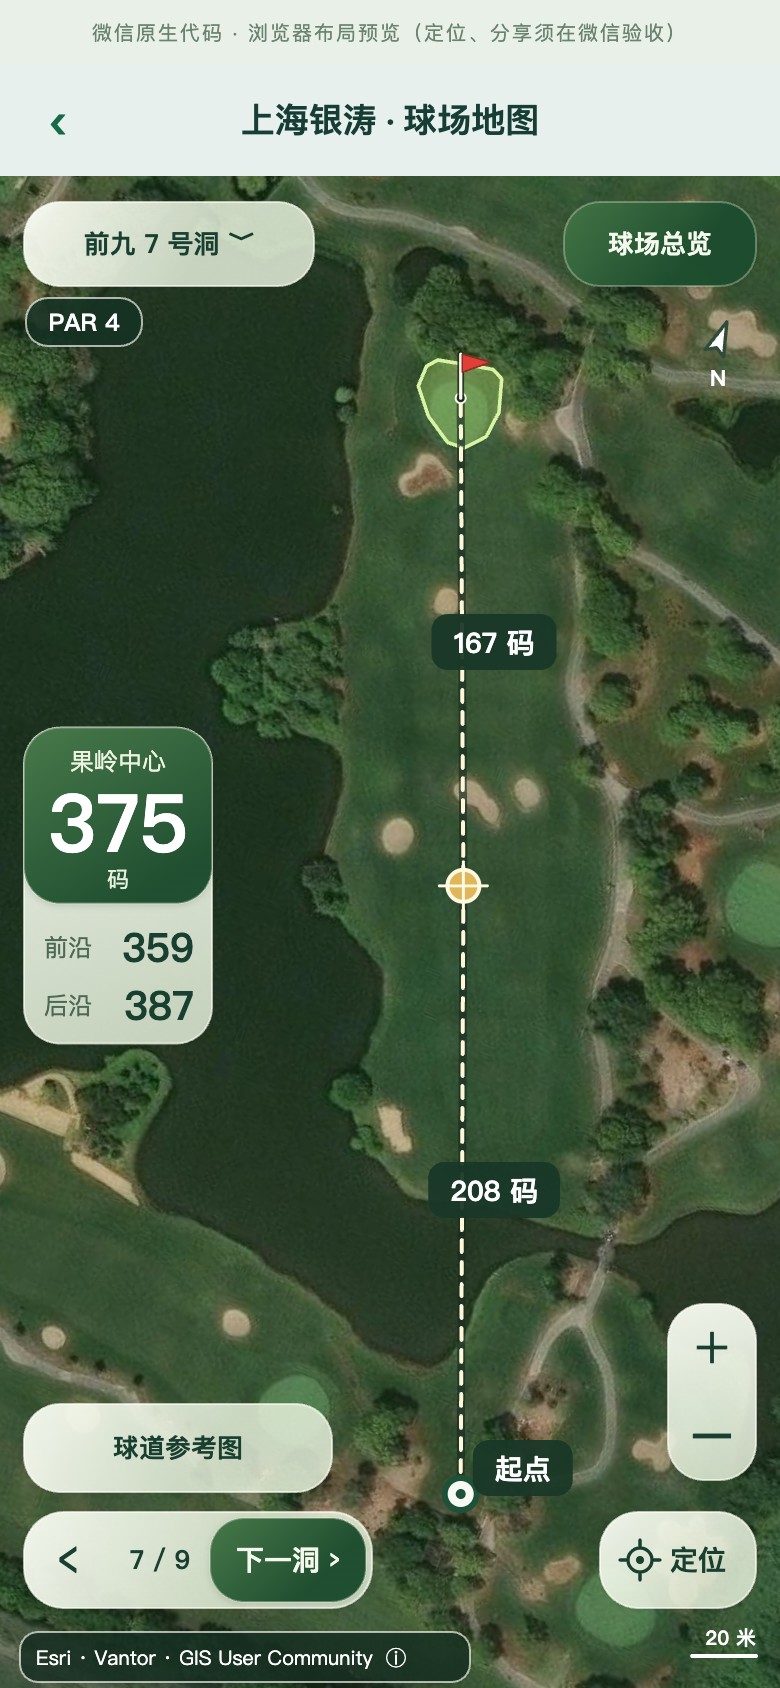 微信原生代码 · 浏览器布局预览（定位、分享须在微信验收）
‹ 上海银涛 · 球场地图
前九 7 号洞
球场总览
PAR 4
N
167 码
果岭中心
375
码
前沿 359
后沿 387
208 码
+
−
球道参考图
起点
< 7 / 9 下一洞 ›
定位
20 米
Esri · Vantor · GIS User Community ⓘ